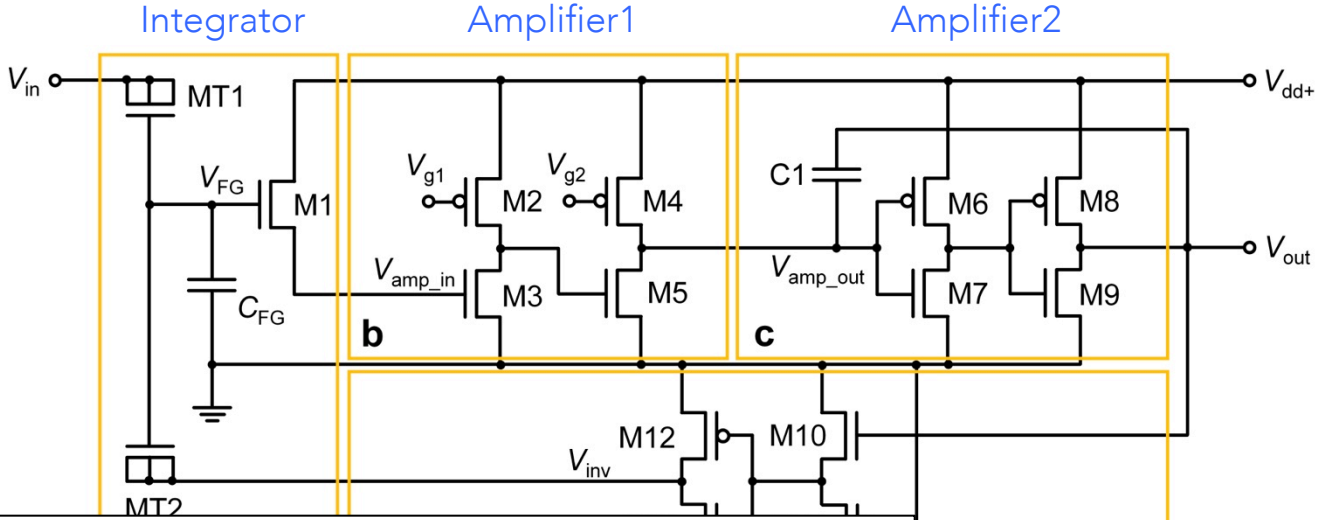 Integrator Amplifier1 Amplifier2
Vin MT1 Vdd+
Vg1 Vg2 C1
VFG M1 M2 M4 M6 M8
Vamp_in M3 M5 Vamp_out M7 M9 Vout
CFG
b c
M12 M10
Vinv
MT2